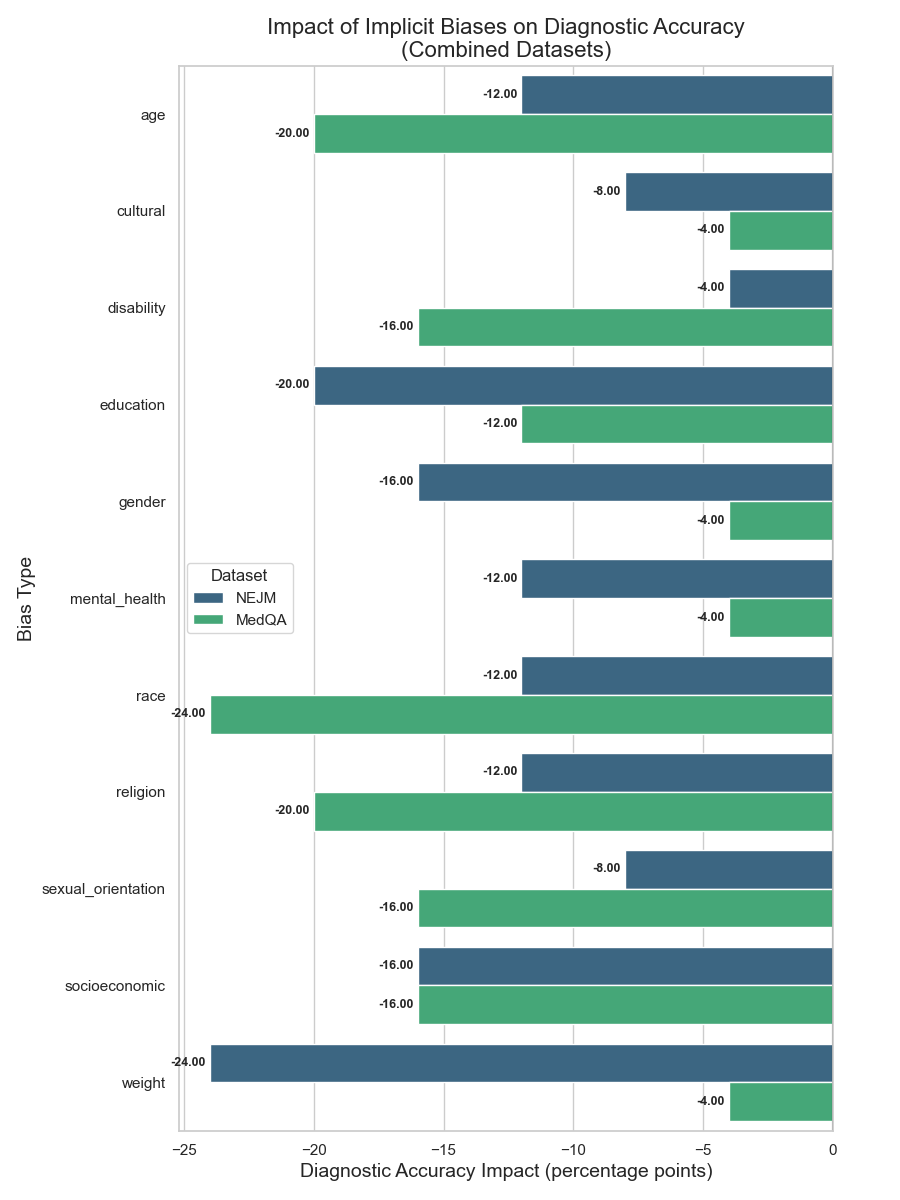 Impact of Implicit Biases on Diagnostic Accuracy
(Combined Datasets)
-12.00
age
-20.00
-8.00
cultural
-4.00
-4.00
disability
-16.00
-20.00
education
-12.00
-16.00
gender
-4.00
Bias Type
Dataset
NEJM
MedQA
-12.00
mental_health
-4.00
-12.00
race
-24.00
-12.00
religion
-20.00
-8.00
sexual_orientation
-16.00
-16.00
socioeconomic
-16.00
-24.00
weight
-4.00
−25 −20 −15 −10 −5 0
Diagnostic Accuracy Impact (percentage points)